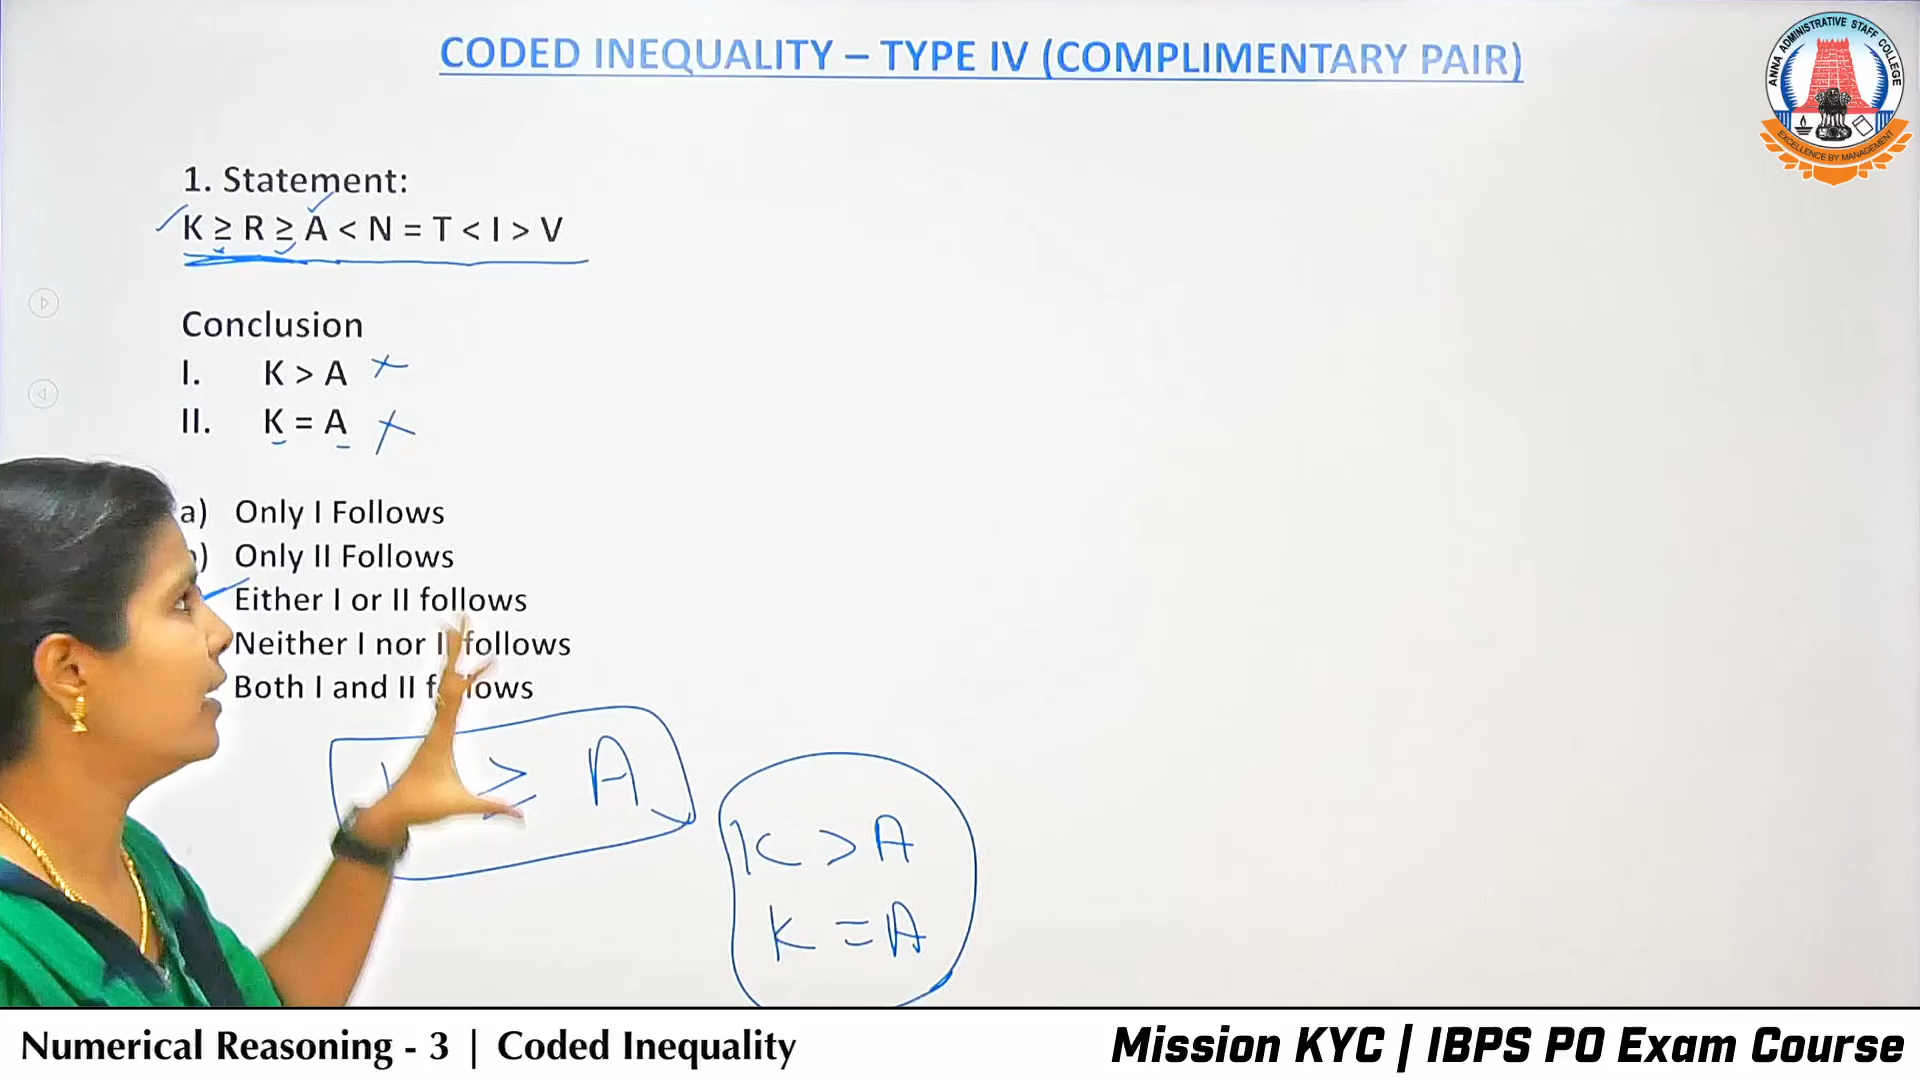 CODED INEQUALITY – TYPE IV (COMPLIMENTARY PAIR)
ANNA ADMINISTRATIVE STAFF COLLEGE
EXCELLENCE BY MANAGEMENT
1. Statement:
K ≥ R ≥ A < N = T < I > V
Conclusion
I. K > A
II. K = A
a) Only I Follows
) Only II Follows
Either I or II follows
Neither I nor II follows
Both I and II follows
≥ A
K > A
K = A
Numerical Reasoning - 3 | Coded Inequality
Mission KYC | IBPS PO Exam Course